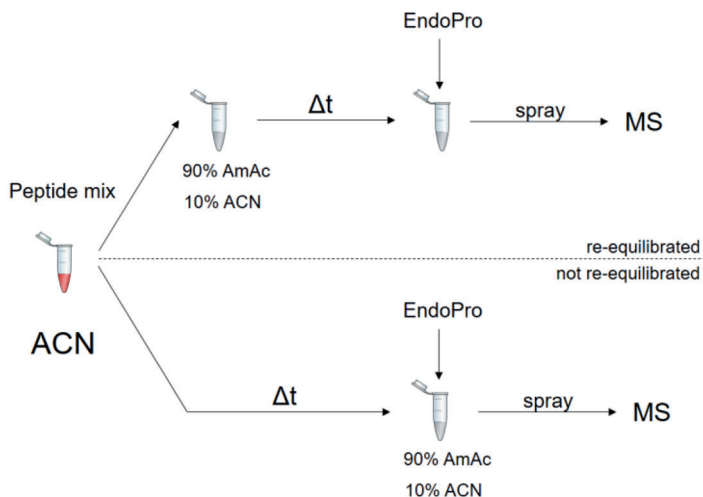 EndoPro
Δt
spray
MS
90% AmAc
10% ACN
Peptide mix
re-equilibrated
not re-equilibrated
ACN
EndoPro
Δt
spray
MS
90% AmAc
10% ACN